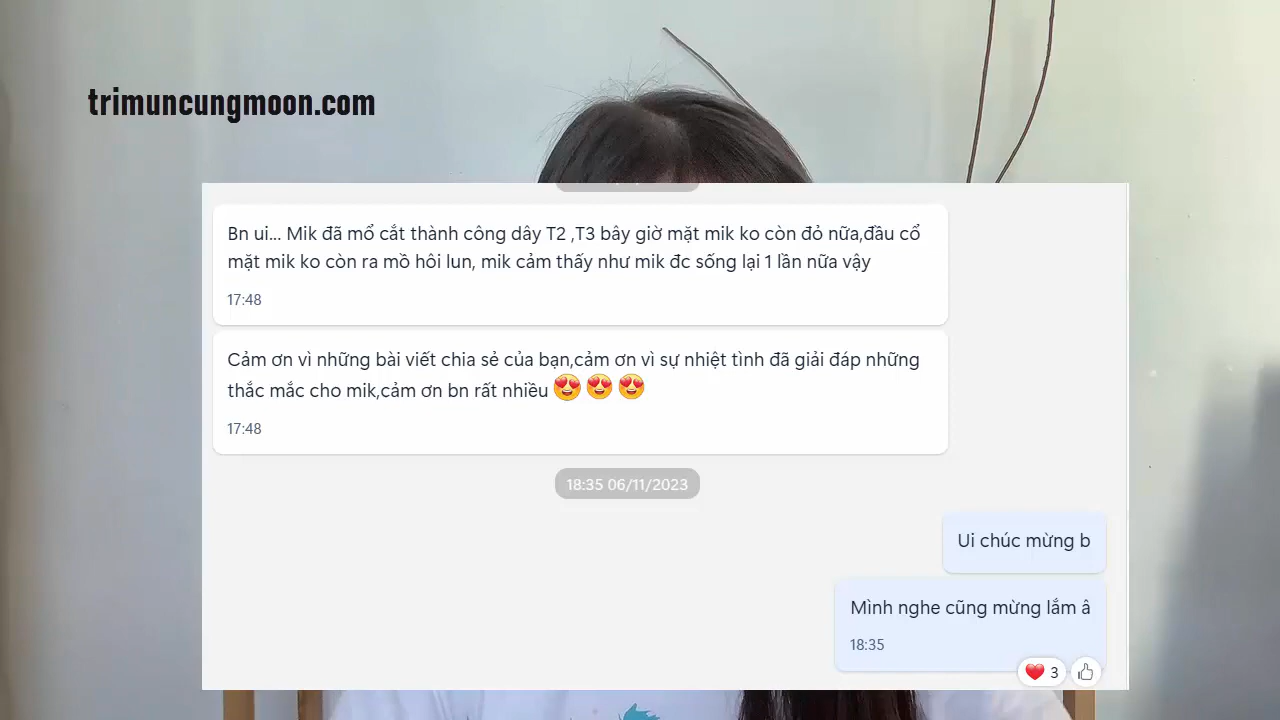 trimuncungmoon.com
Bn ui... Mik đã mổ cắt thành công dây T2 ,T3 bây giờ mặt mik ko còn đỏ nữa,đầu cổ
mặt mik ko còn ra mồ hôi lun, mik cảm thấy như mik đc sống lại 1 lần nữa vậy
17:48
Cảm ơn vì những bài viết chia sẻ của bạn,cảm ơn vì sự nhiệt tình đã giải đáp những
thắc mắc cho mik,cảm ơn bn rất nhiều 😍 😍 😍
17:48
18:35 06/11/2023
Ui chúc mừng b
Mình nghe cũng mừng lắm â
18:35
❤️ 3